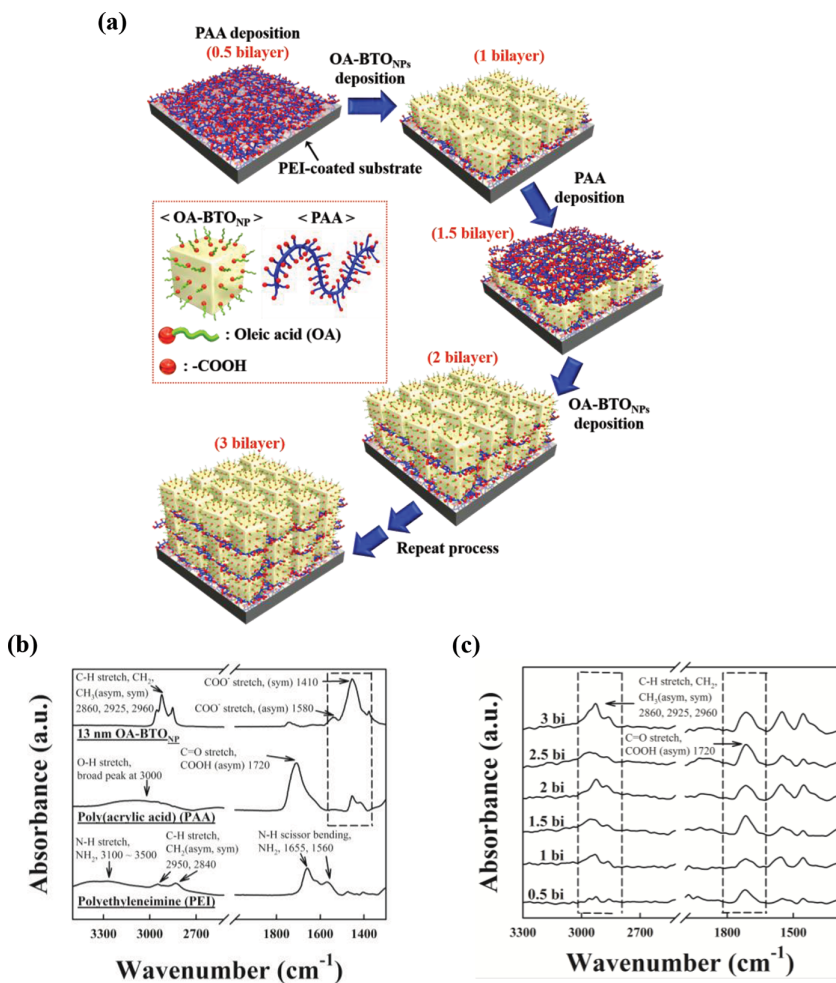 (a)
PAA deposition
(0.5 bilayer)
OA-BTONPs
deposition
(1 bilayer)
PEI-coated substrate
PAA
deposition
< OA-BTONP >
< PAA >
: Oleic acid (OA)
: -COOH
(1.5 bilayer)
(2 bilayer)
OA-BTONPs
deposition
(3 bilayer)
Repeat process
(b)
C-H stretch, CH2,
CH3(asym, sym)
2860, 2925, 2960
COO- stretch, (sym) 1410
COO- stretch, (asym) 1580
13 nm OA-BTONP
C=O stretch,
COOH (asym) 1720
O-H stretch,
broad peak at 3000
Poly(acrylic acid) (PAA)
N-H stretch,
NH2, 3100 ~ 3500
C-H stretch,
CH2(asym, sym)
2950, 2840
N-H scissor bending,
NH2, 1655, 1560
Polyethyleneimine (PEI)
Absorbance (a.u.)
3300 3000 2700 1800 1600 1400
Wavenumber (cm-1)
(c)
C-H stretch, CH2,
CH3(asym, sym)
2860, 2925, 2960
3 bi
C=O stretch,
COOH (asym) 1720
2.5 bi
2 bi
1.5 bi
1 bi
0.5 bi
Absorbance (a.u.)
3300 3000 2700 1800 1500
Wavenumber (cm-1)